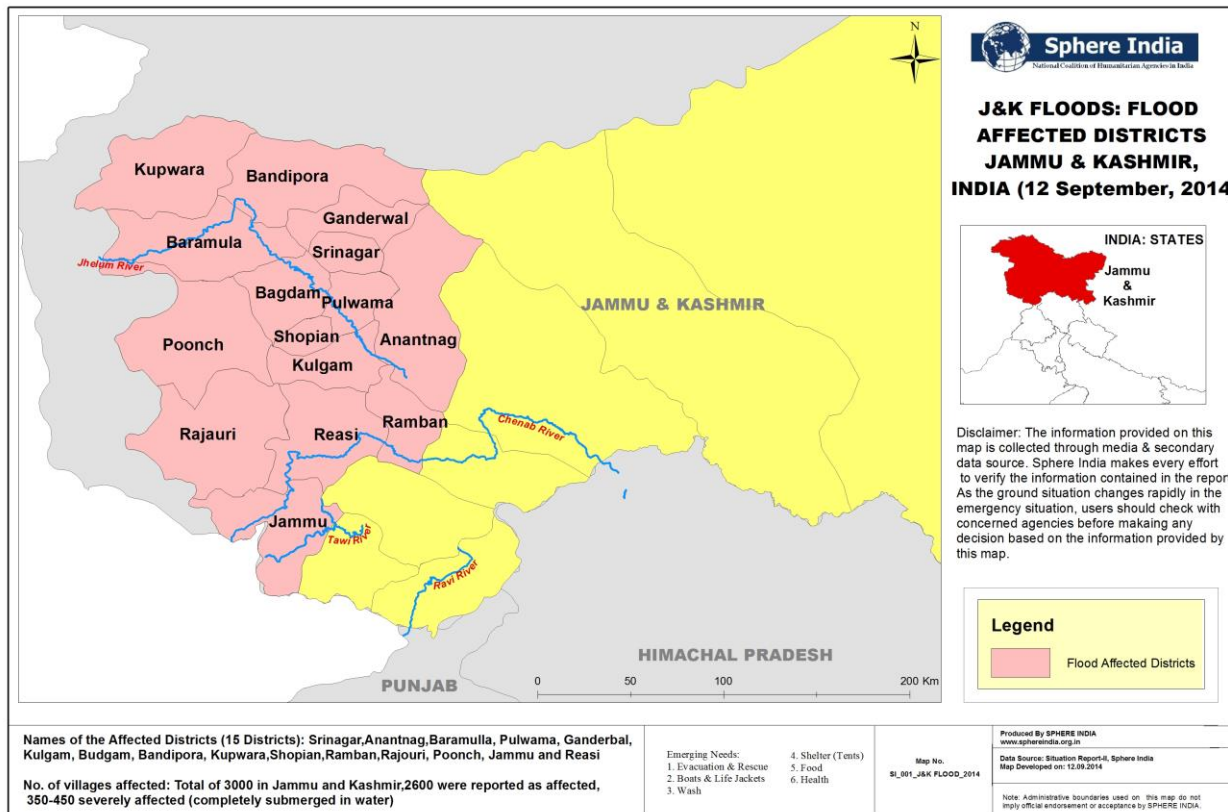 N
Sphere India
National Coalition of Humanitarian Agencies in India
J&K FLOODS: FLOOD
AFFECTED DISTRICTS
JAMMU & KASHMIR,
INDIA (12 September, 2014
Kupwara
Bandipora
Ganderwal
Baramula
Srinagar
Jhelum River
Bagdam
Pulwama
JAMMU & KASHMIR
Shopian
Anantnag
Poonch
Kulgam
Ramban
Chenab River
Rajauri
Reasi
Jammu
Tawi River
Ravi River
HIMACHAL PRADESH
PUNJAB
0 50 100 200 Km
INDIA: STATES
Jammu
&
Kashmir
Disclaimer: The information provided on this
map is collected through media & secondary
data source. Sphere India makes every effort
to verify the information contained in the report
As the ground situation changes rapidly in the
emergency situation, users should check with
concerned agencies before makaing any
decision based on the information provided by
this map.
Legend
Flood Affected Districts
Names of the Affected Districts (15 Districts): Srinagar,Anantnag,Baramulla, Pulwama, Ganderbal,
Kulgam, Budgam, Bandipora, Kupwara,Shopian,Ramban,Rajouri, Poonch, Jammu and Reasi
No. of villages affected: Total of 3000 in Jammu and Kashmir,2600 were reported as affected,
350-450 severely affected (completely submerged in water)
Emerging Needs:
1. Evacuation & Rescue
2. Boats & Life Jackets
3. Wash
4. Shelter (Tents)
5. Food
6. Health
Map No.
SI_001_J&K FLOOD_2014
Produced By SPHERE INDIA
www.sphereindia.org.in
Data Source: Situation Report-II, Sphere India
Map Developed on: 12.09.2014
Note: Administrative boundaries used on this map do not
imply official endorsement or acceptance by SPHERE INDIA.